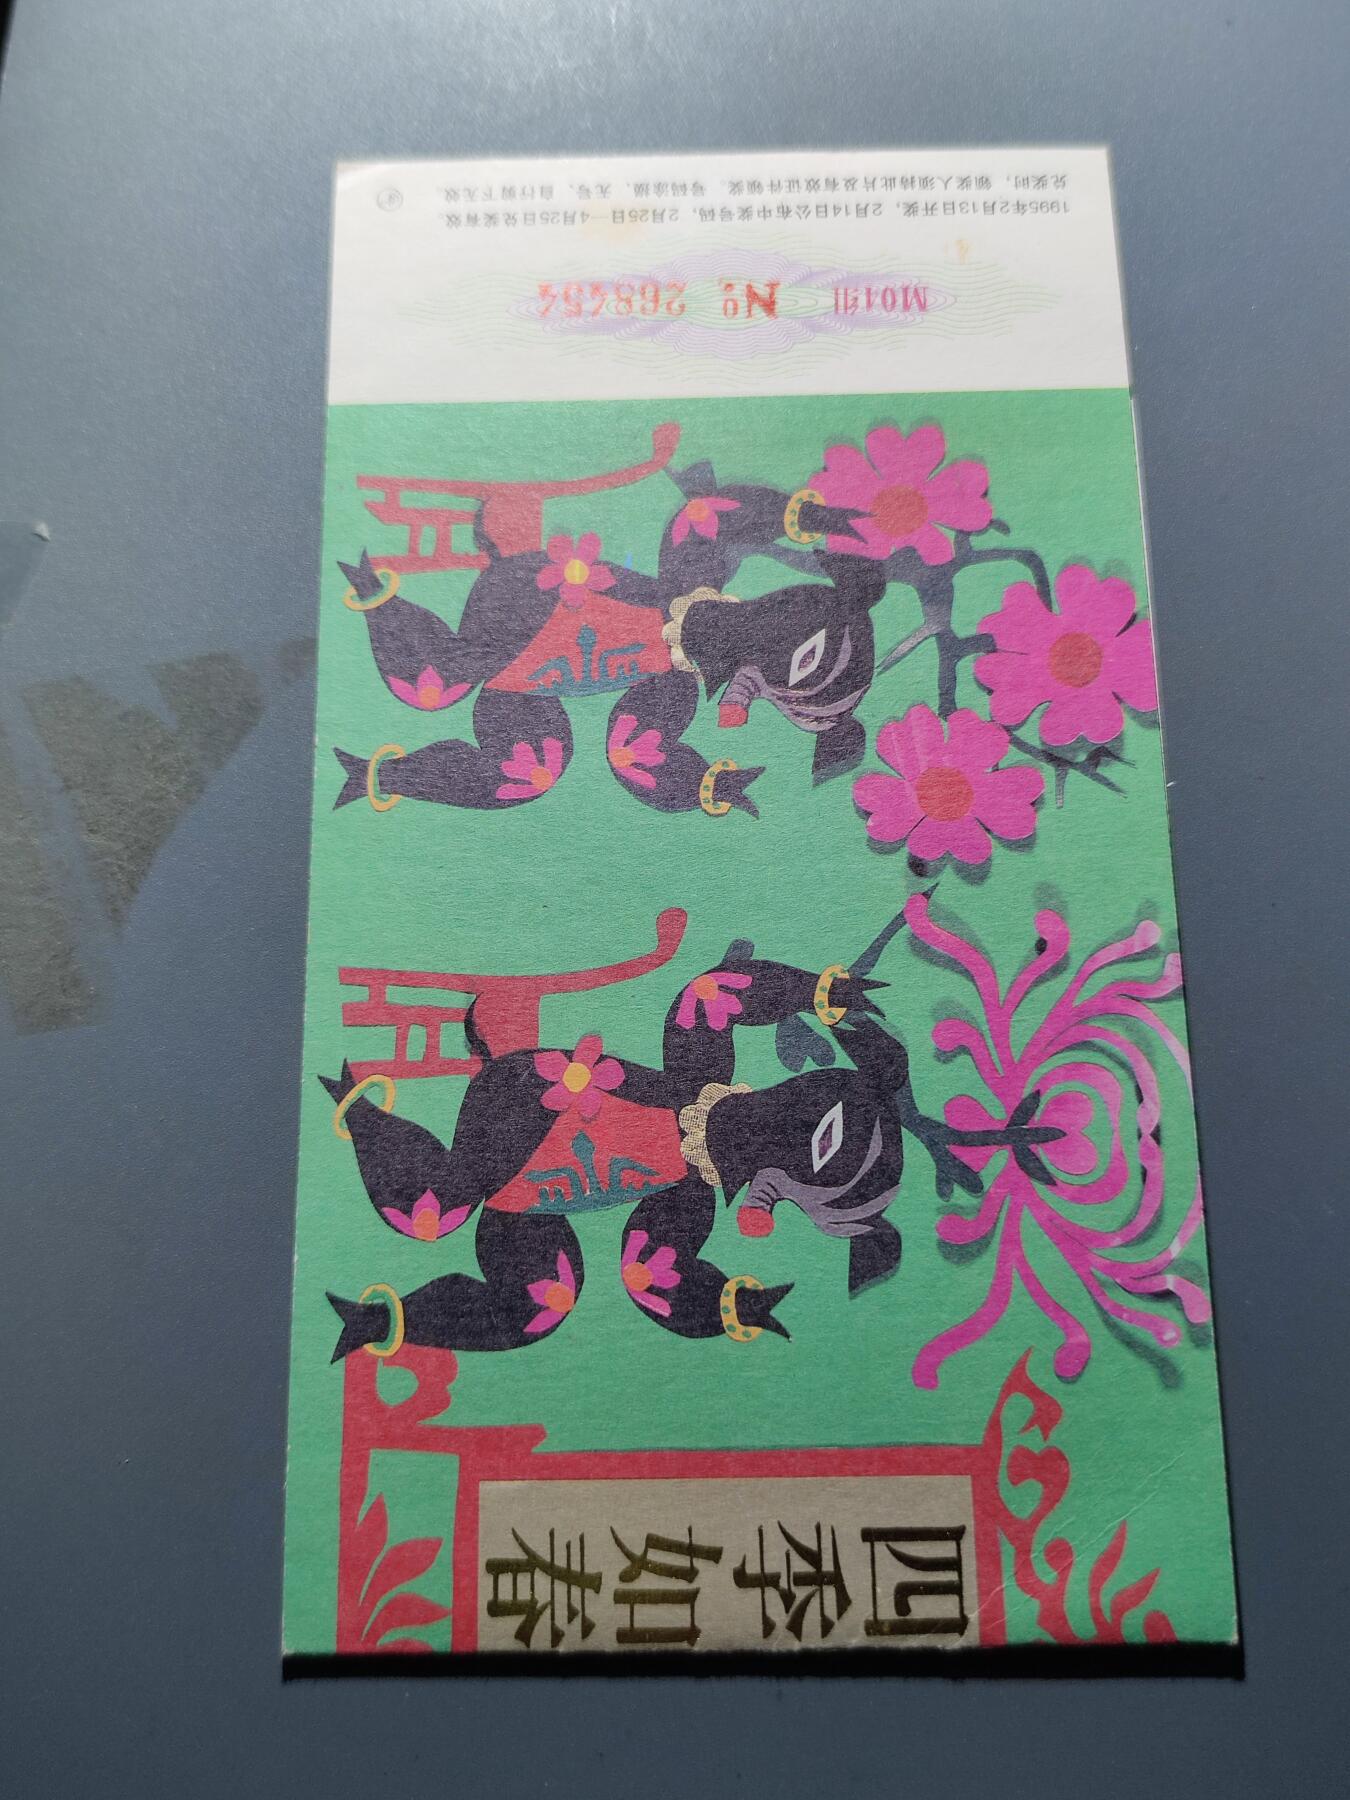 四季如春
M04组 No 268454
1995年2月13日开奖，2月14日公布中奖号码，2月25日—4月25日兑奖有效。
兑奖时，领奖人须持此片及有效证件领奖。号码涂损、无号、自行剪下无效。